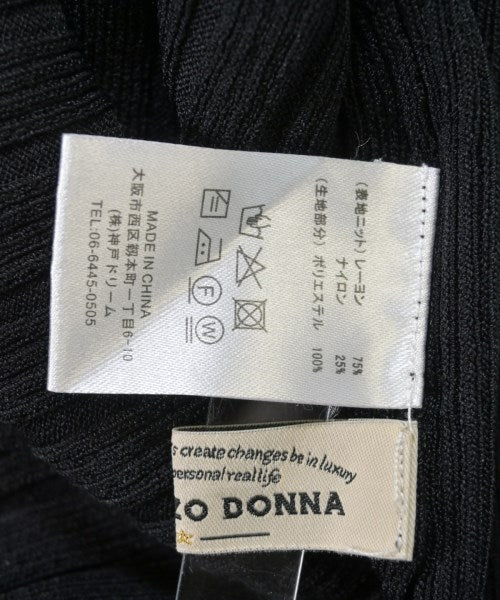 (表地ニット) レーヨン 75%
ナイロン 25%
(生地部分) ポリエステル 100%
F
W
MADE IN CHINA
大阪市西区靭本町一丁目6-10
(株)神戸ドリーム
TEL:06-6445-0505
s create changes be in luxury
personal real life
ZO DONNA